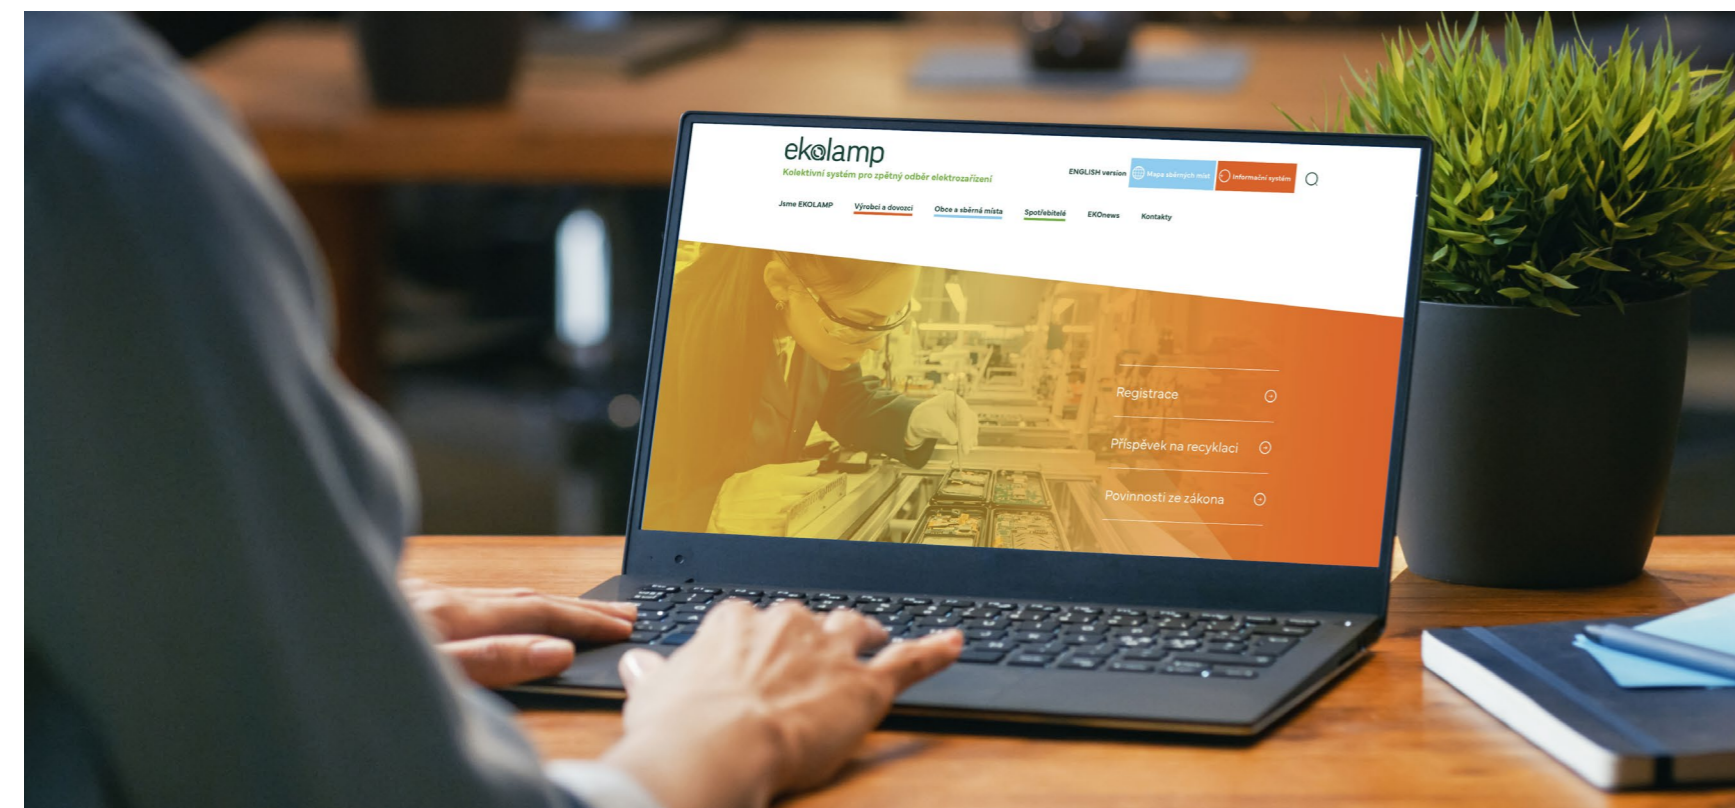 ekolamp
Kolektivní systém pro zpětný odběr elektrozařízení
ENGLISH version Mapa sběrných míst Informační systém
Jsme EKOLAMP Výrobci a dovozci Obce a sběrná místa Spotřebitelé EKOnews Kontakty
Registrace
Příspěvek na recyklaci
Povinnosti ze zákona